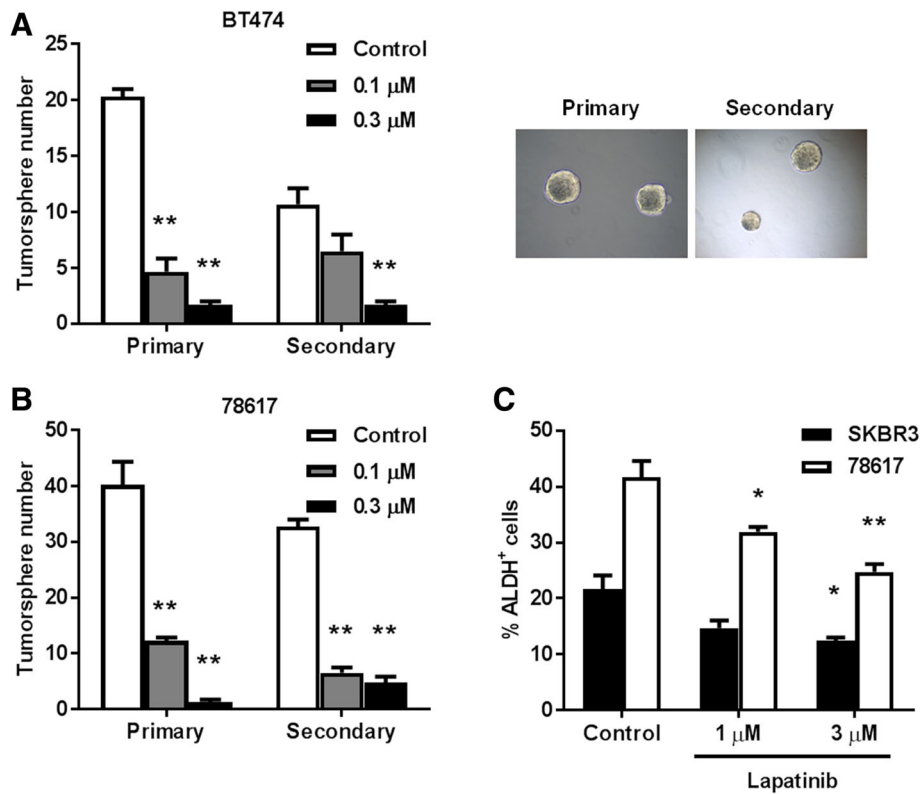 A
BT474
Tumorsphere number
25
20
15
10
5
0
Control
0.1 μM
0.3 μM
**
**
**
Primary
Secondary
Primary
Secondary
B
78617
Tumorsphere number
50
40
30
20
10
0
Control
0.1 μM
0.3 μM
**
**
**
**
Primary
Secondary
C
% ALDH⁺ cells
50
40
30
20
10
0
SKBR3
78617
*
*
**
Control
1 μM
3 μM
Lapatinib